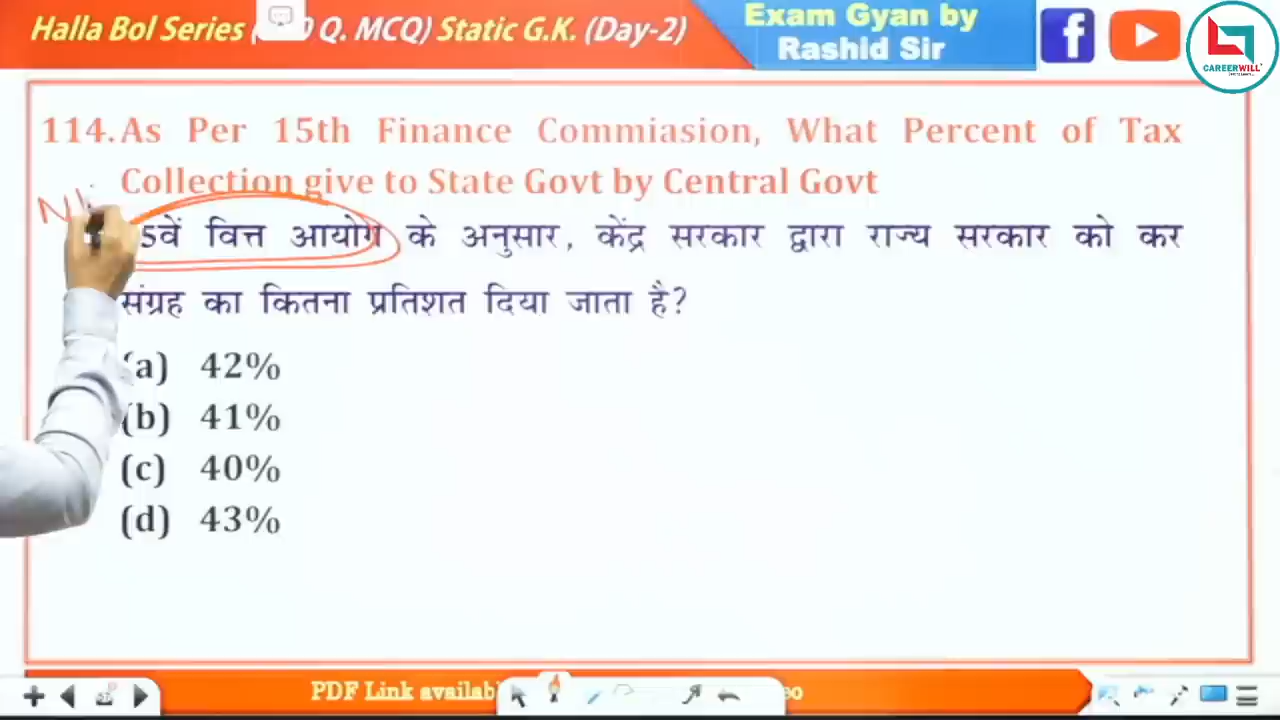 Halla Bol Series Q. MCQ) Static G.K. (Day-2)
Exam Gyan by
Rashid Sir
CAREERWILL
114. As Per 15th Finance Commiasion, What Percent of Tax
Collection give to State Govt by Central Govt
5वें वित्त आयोग के अनुसार, केंद्र सरकार द्वारा राज्य सरकार को कर
संग्रह का कितना प्रतिशत दिया जाता है?
(a) 42%
(b) 41%
(c) 40%
(d) 43%
PDF Link